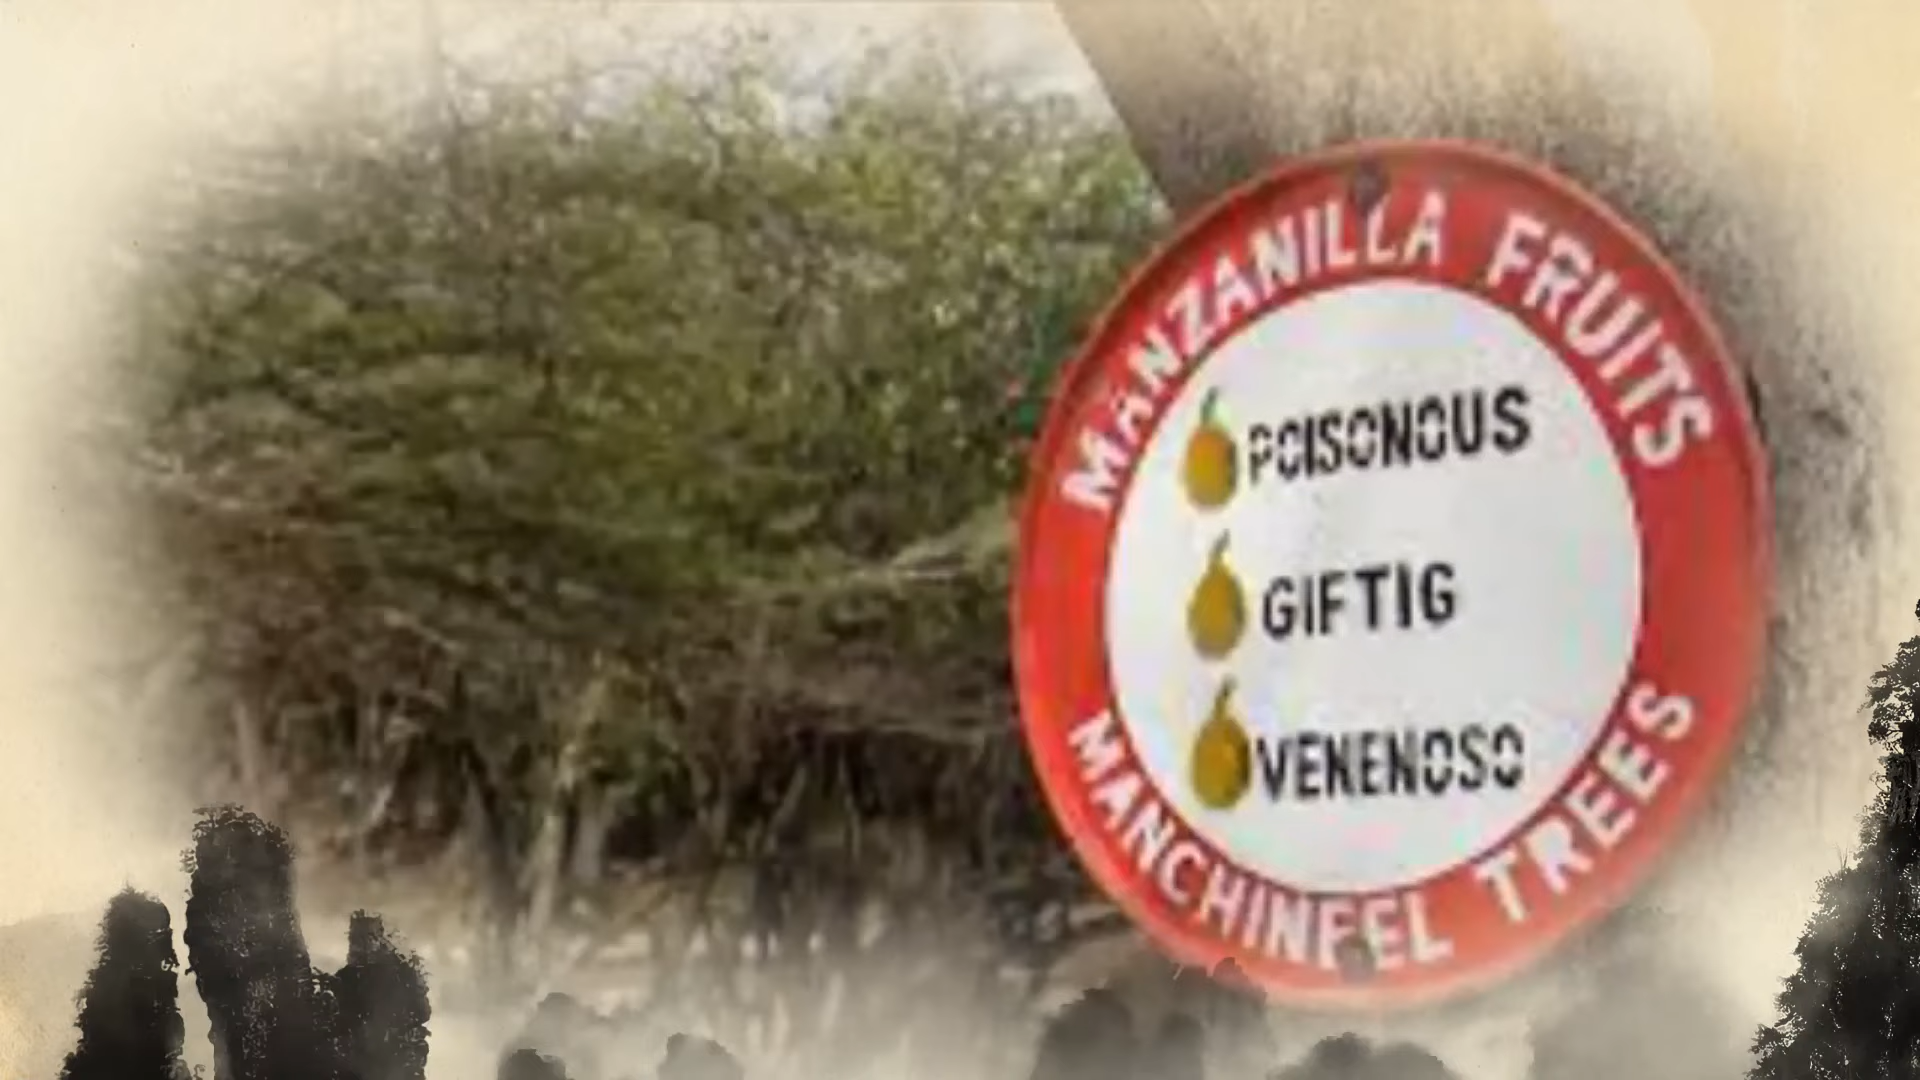 MANZANILLA FRUITS
POISONOUS
GIFTIG
VENENOSO
MANCHINEEL TREES